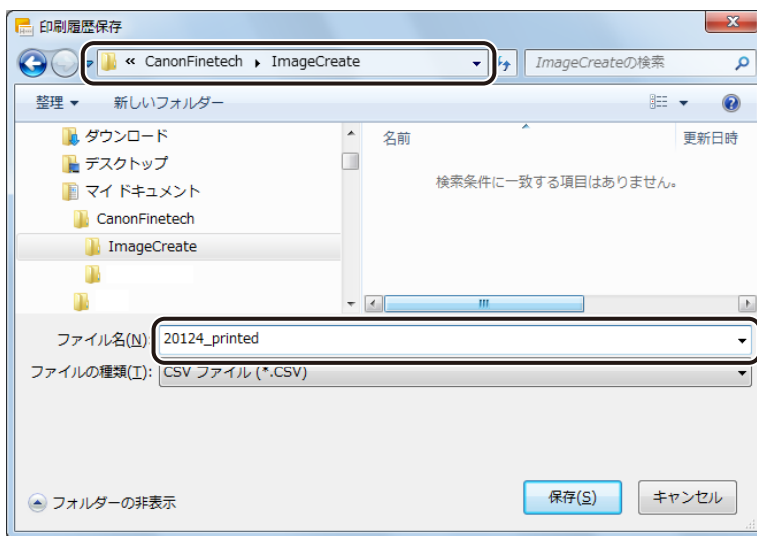 印刷履歴保存
« CanonFinetech ▸ ImageCreate
ImageCreateの検索
整理 ▼ 新しいフォルダー
ダウンロード
デスクトップ
マイ ドキュメント
CanonFinetech
ImageCreate
名前 更新日時
検索条件に一致する項目はありません。
ファイル名(N): 20124_printed
ファイルの種類(T): CSV ファイル (*.CSV)
フォルダーの非表示
保存(S) キャンセル